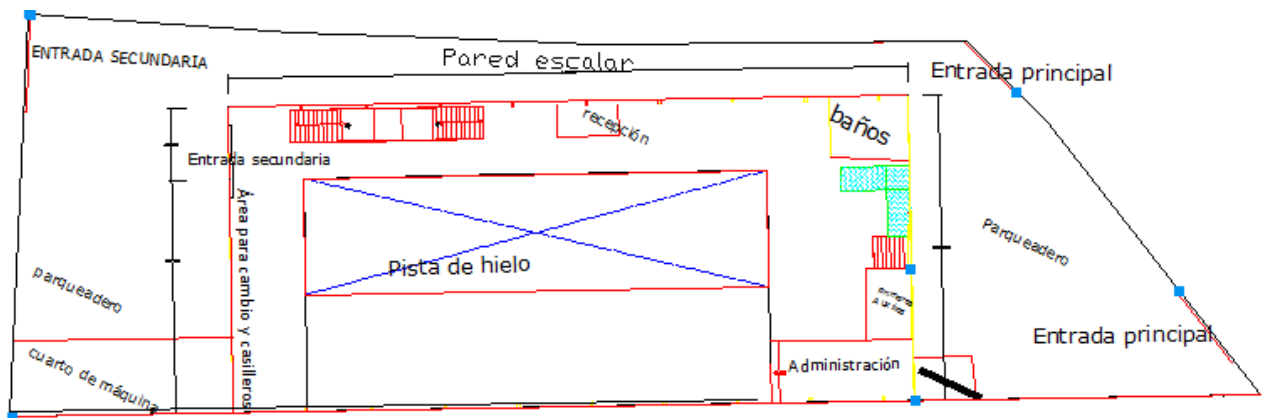 ENTRADA SECUNDARIA
Pared escalar
Entrada principal
recepción
baños
Entrada secundaria
Área para cambio y casilleros
Pista de hielo
Parqueadero
parqueadero
Entrada principal
cuarto de máquina
Administración